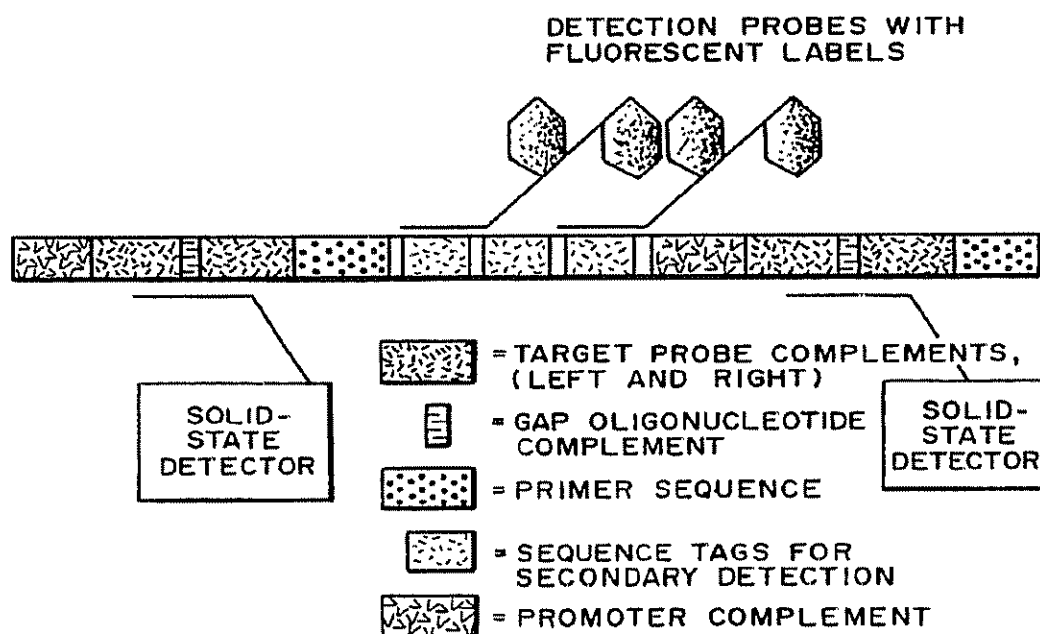 DETECTION PROBES WITH
FLUORESCENT LABELS
SOLID-
STATE
DETECTOR
= TARGET PROBE COMPLEMENTS,
(LEFT AND RIGHT)
= GAP OLIGONUCLEOTIDE
COMPLEMENT
= PRIMER SEQUENCE
= SEQUENCE TAGS FOR
SECONDARY DETECTION
= PROMOTER COMPLEMENT
SOLID-
STATE
DETECTOR